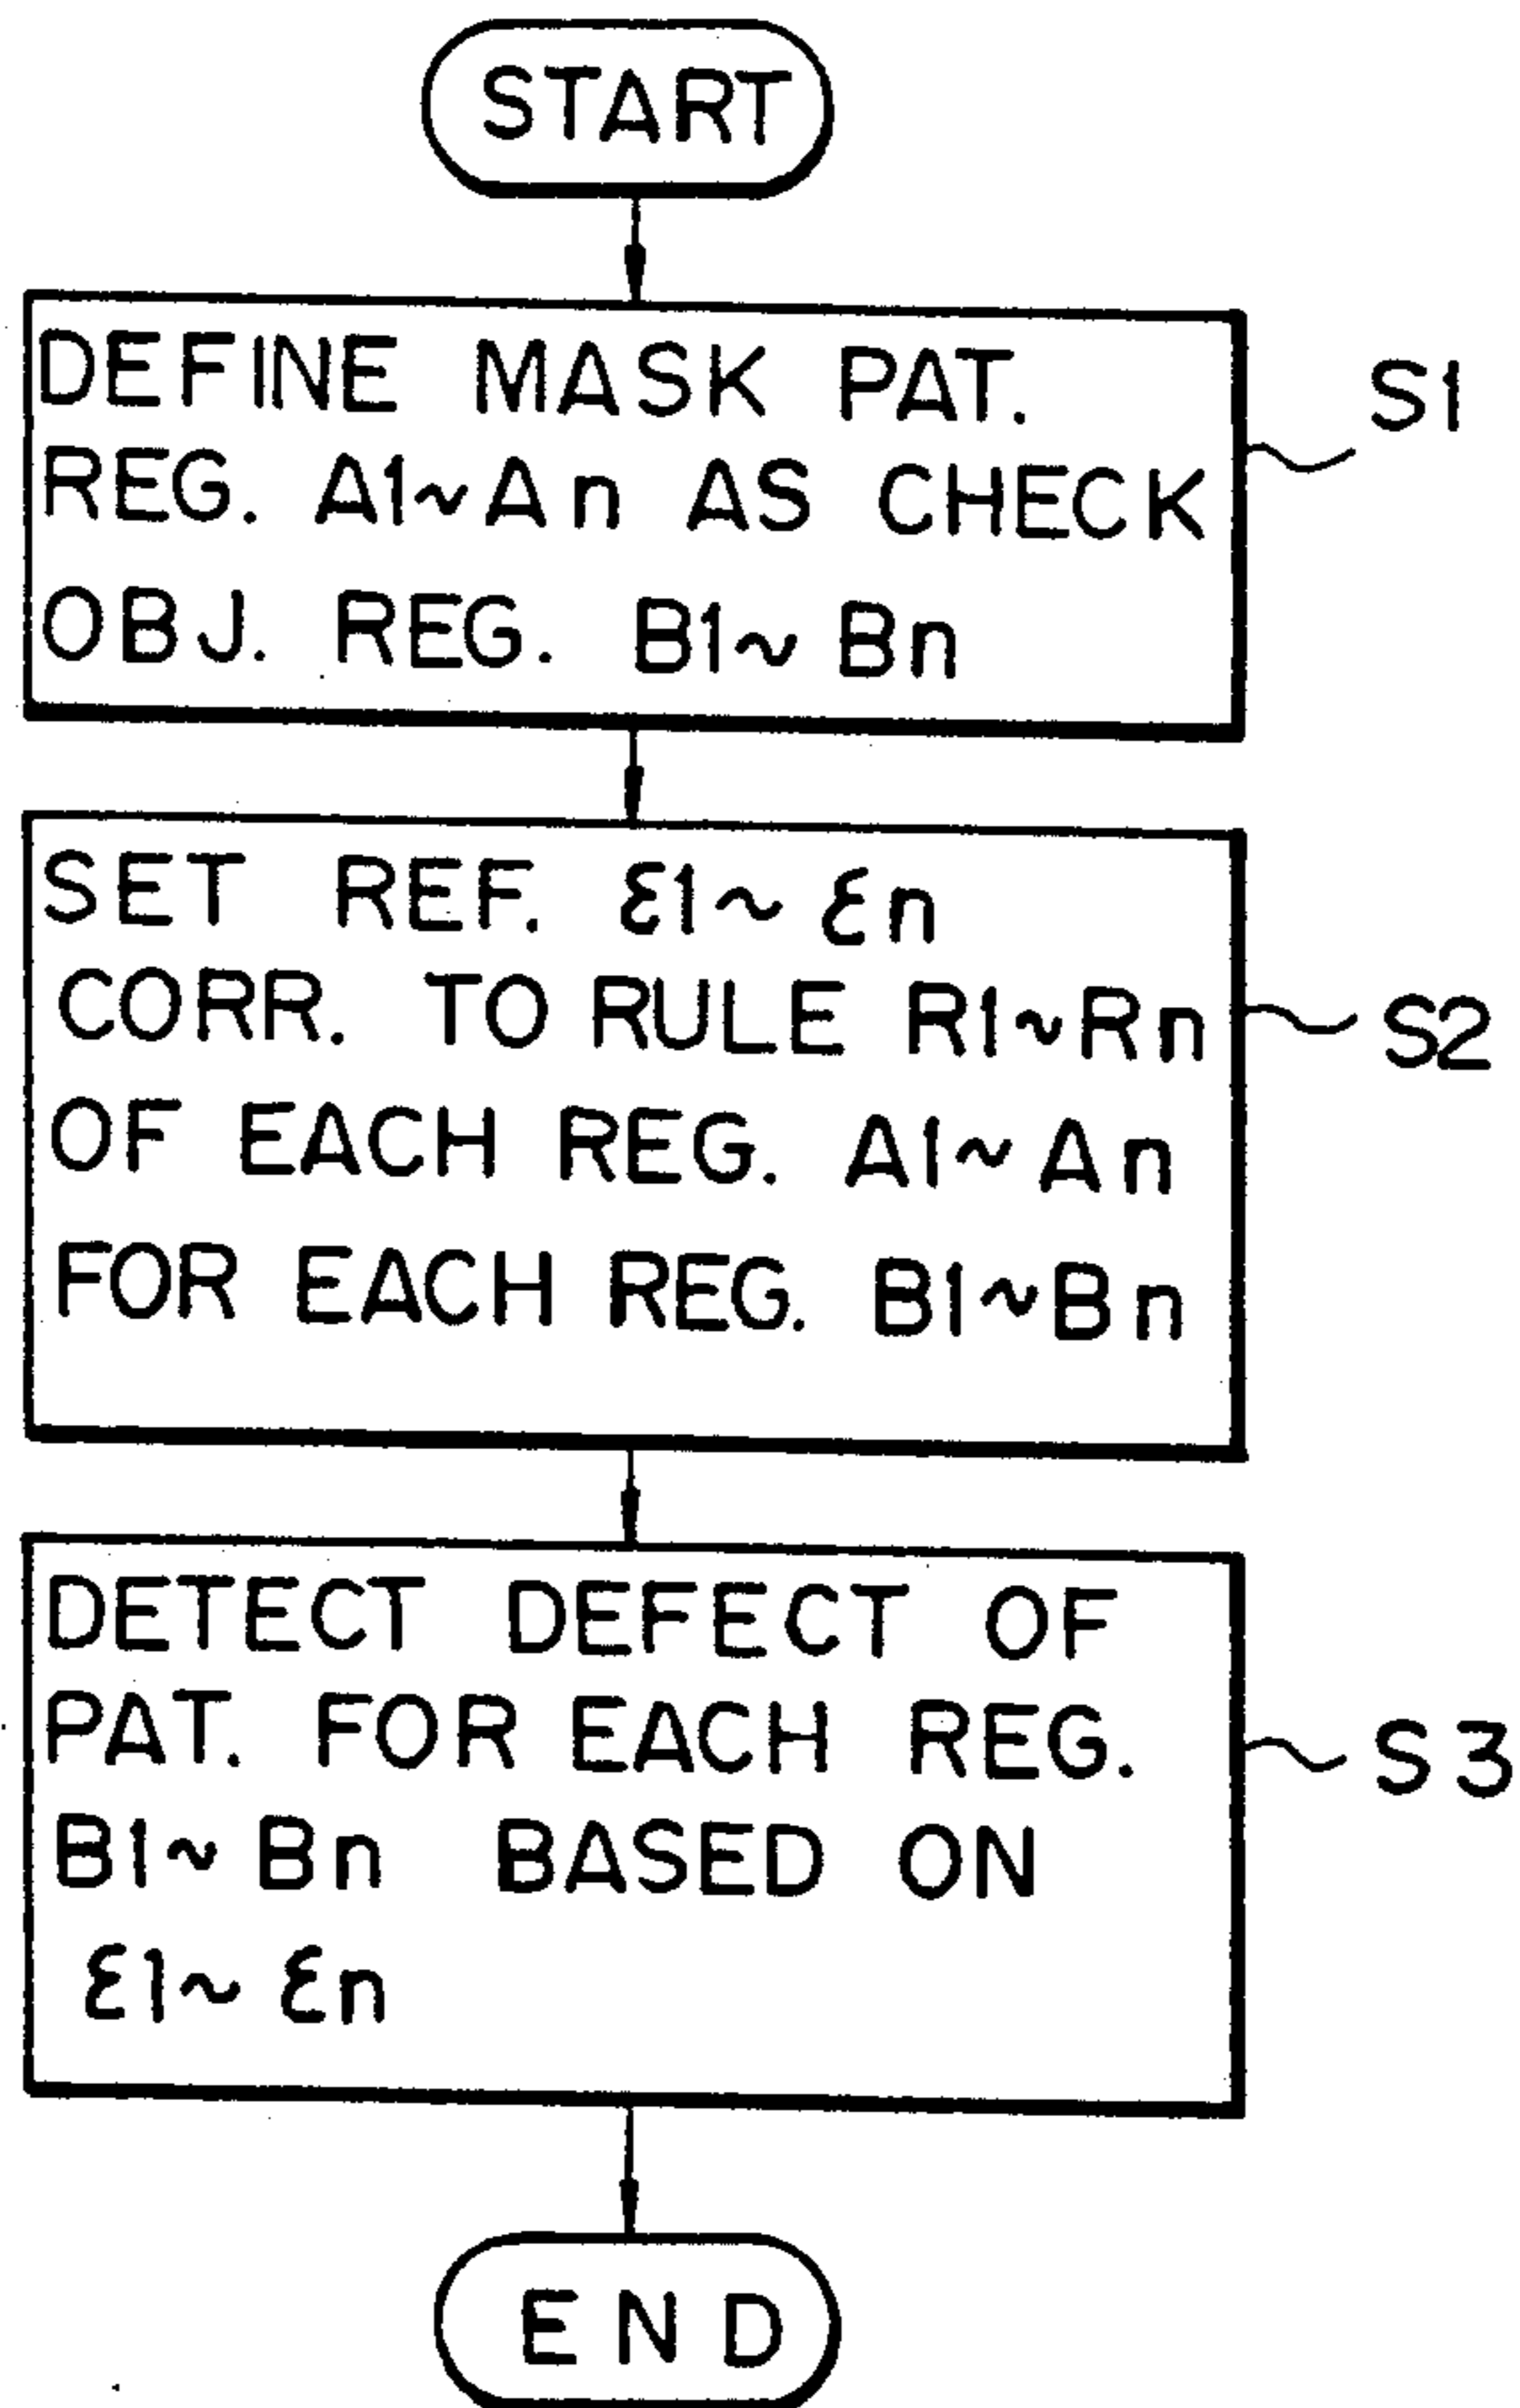 START
DEFINE MASK PAT.
REG. A1~An AS CHECK
OBJ. REG. B1~Bn
S1
SET REF. ε1~εn
CORR. TO RULE R1~Rn
OF EACH REG. A1~An
FOR EACH REG. B1~Bn
S2
DETECT DEFECT OF
PAT. FOR EACH REG.
B1~Bn BASED ON
ε1~εn
S3
END